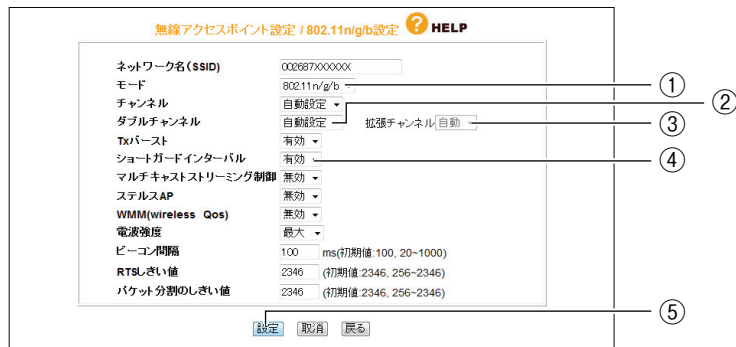 無線アクセスポイント設定 / 802.11n/g/b設定 ? HELP
ネットワーク名(SSID) 002687XXXXXX
モード 802.11n/g/b ①
チャンネル 自動設定
ダブルチャンネル 自動設定 ② 拡張チャンネル 自動 ③
Txバースト 有効
ショートガードインターバル 有効 ④
マルチキャストストリーミング制御 無効
ステルスAP 無効
WMM(wireless Qos) 無効
電波強度 最大
ビーコン間隔 100 ms(初期値:100, 20~1000)
RTSしきい値 2346 (初期値:2346, 256~2346)
パケット分割のしきい値 2346 (初期値:2346, 256~2346)
設定 取消 戻る ⑤